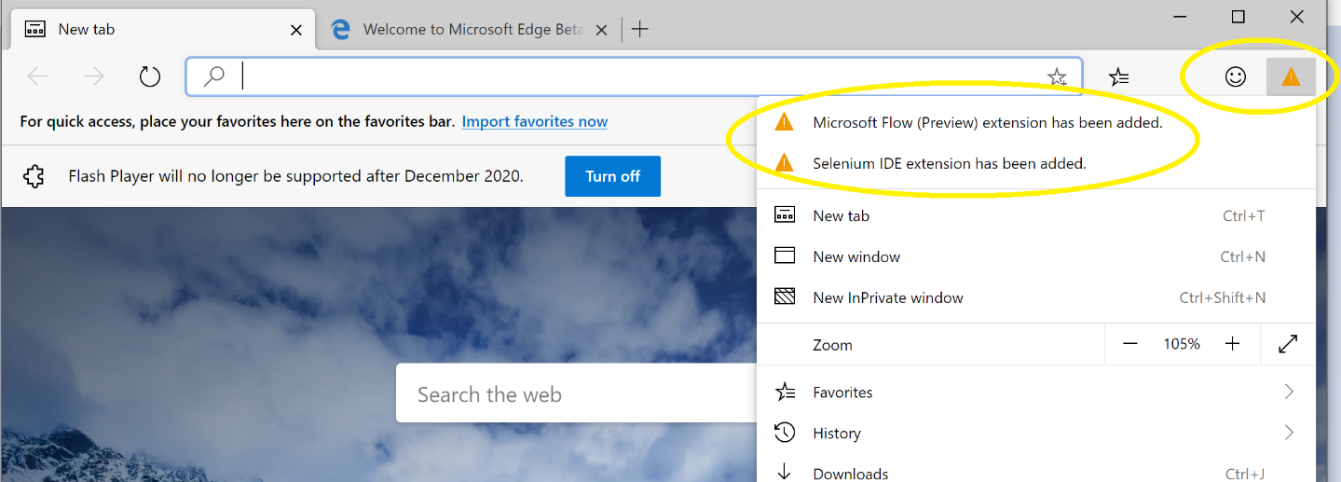 New tab
Welcome to Microsoft Edge Beta
For quick access, place your favorites here on the favorites bar. Import favorites now
Flash Player will no longer be supported after December 2020. Turn off
Microsoft Flow (Preview) extension has been added.
Selenium IDE extension has been added.
New tab Ctrl+T
New window Ctrl+N
New InPrivate window Ctrl+Shift+N
Zoom 105%
Search the web
Favorites
History
Downloads Ctrl+J